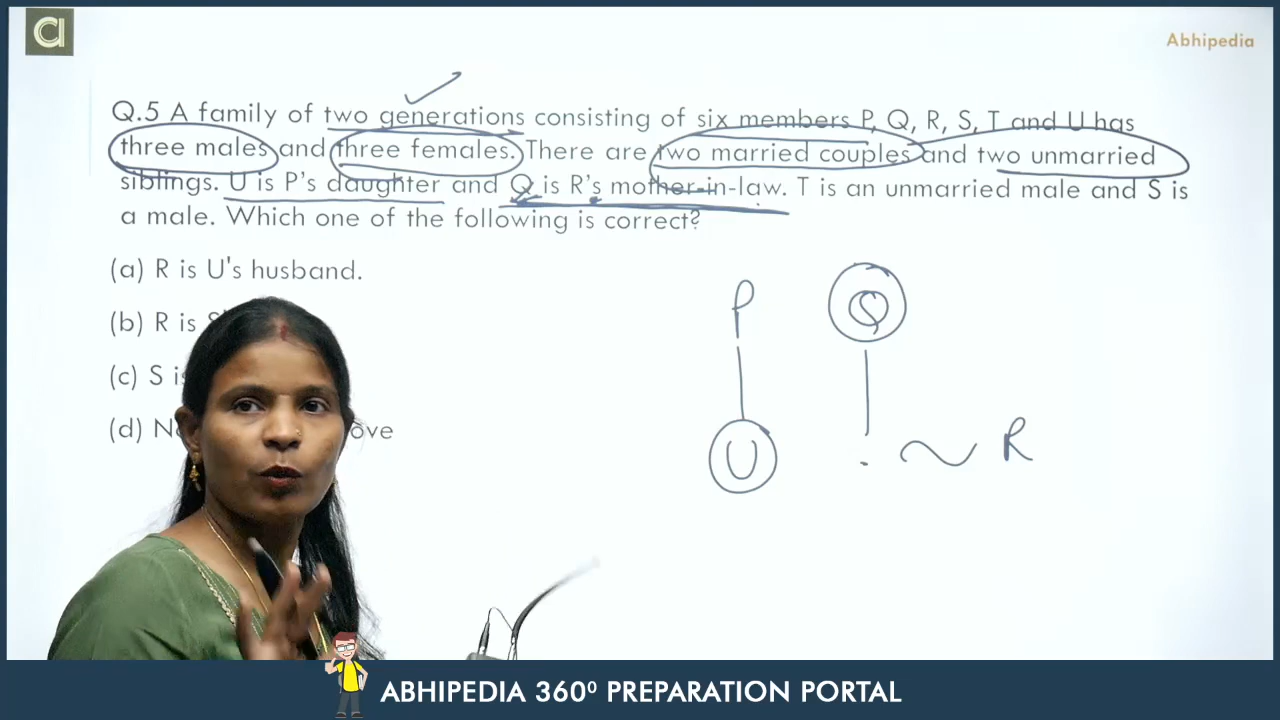 a
Abhipedia
Q.5 A family of two generations consisting of six members P, Q, R, S, T and U has
three males and three females. There are two married couples and two unmarried
siblings. U is P's daughter and Q is R's mother-in-law. T is an unmarried male and S is
a male. Which one of the following is correct?
(a) R is U's husband.
(b) R is
(c) S is
(d)
P Q
U ~ R
ABHIPEDIA 360⁰ PREPARATION PORTAL